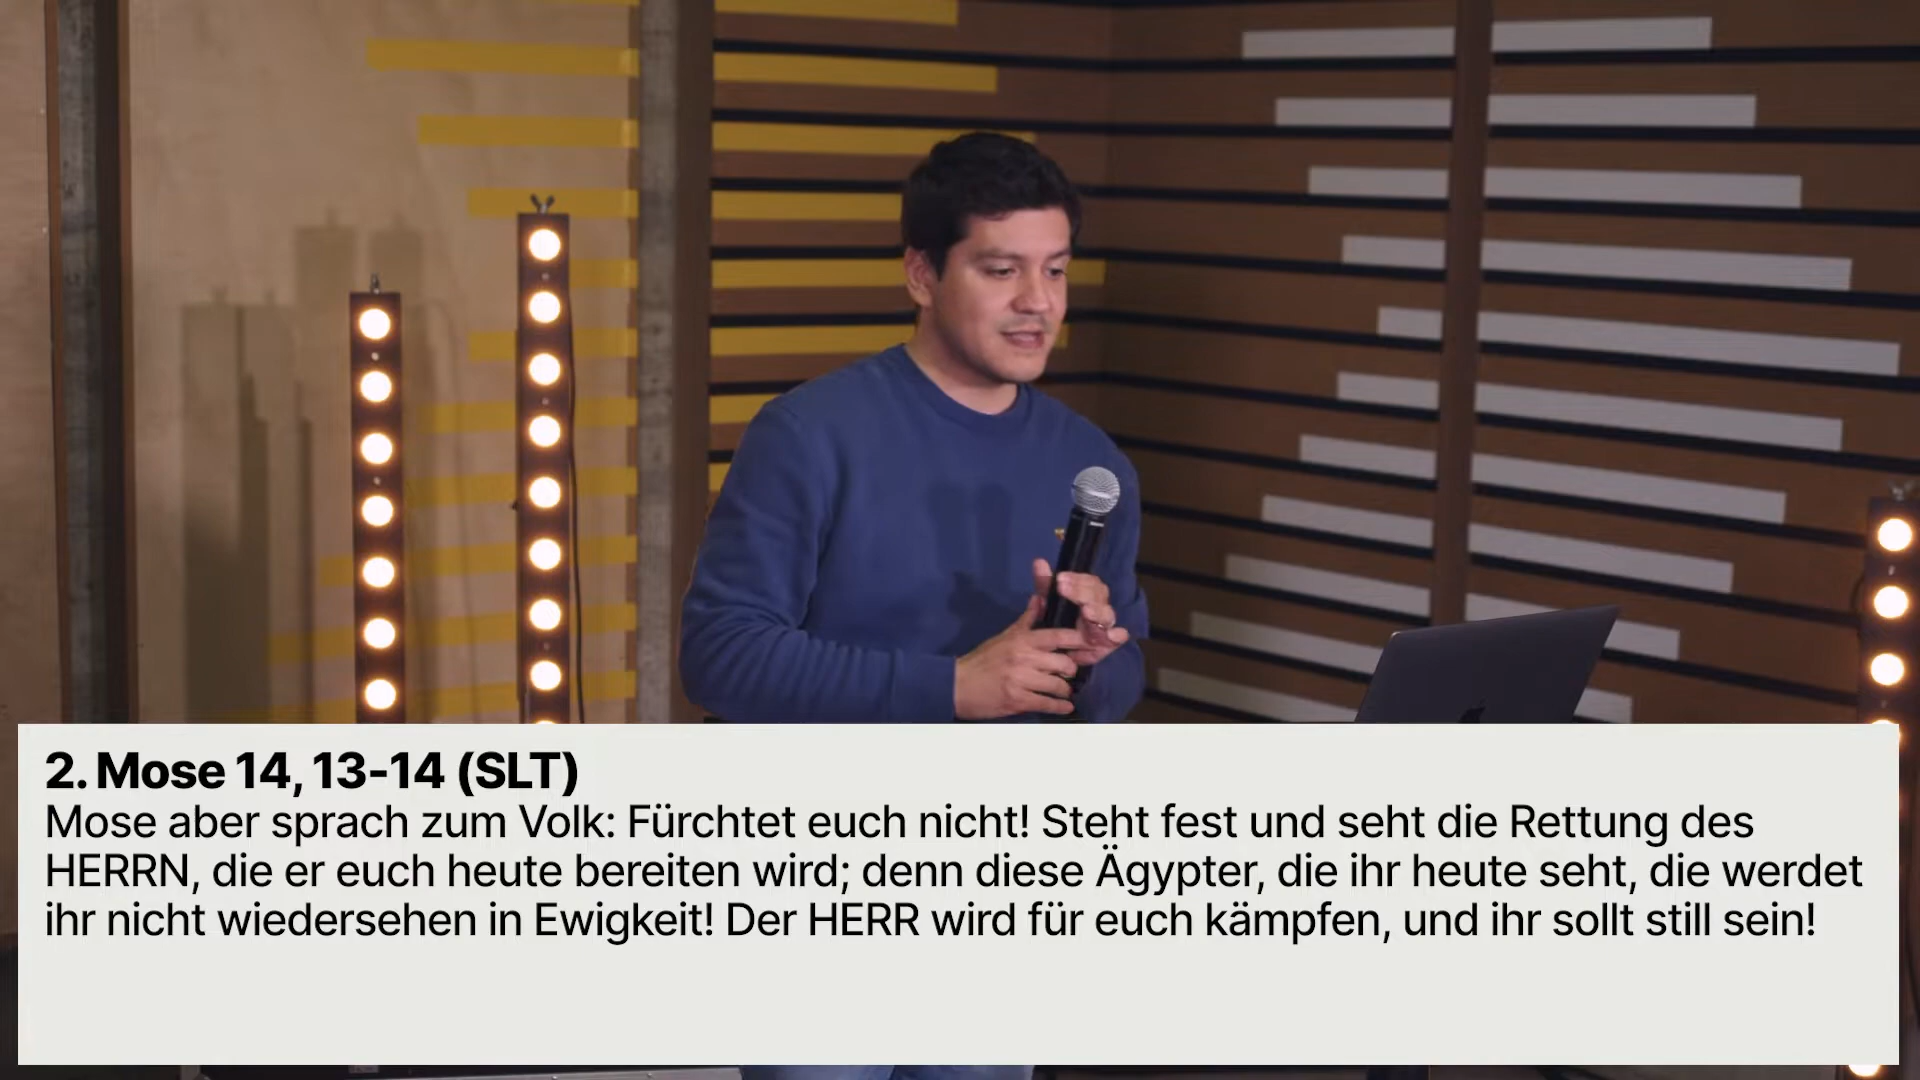 2. Mose 14, 13-14 (SLT)
Mose aber sprach zum Volk: Fürchtet euch nicht! Steht fest und seht die Rettung des
HERRN, die er euch heute bereiten wird; denn diese Ägypter, die ihr heute seht, die werdet
ihr nicht wiedersehen in Ewigkeit! Der HERR wird für euch kämpfen, und ihr sollt still sein!